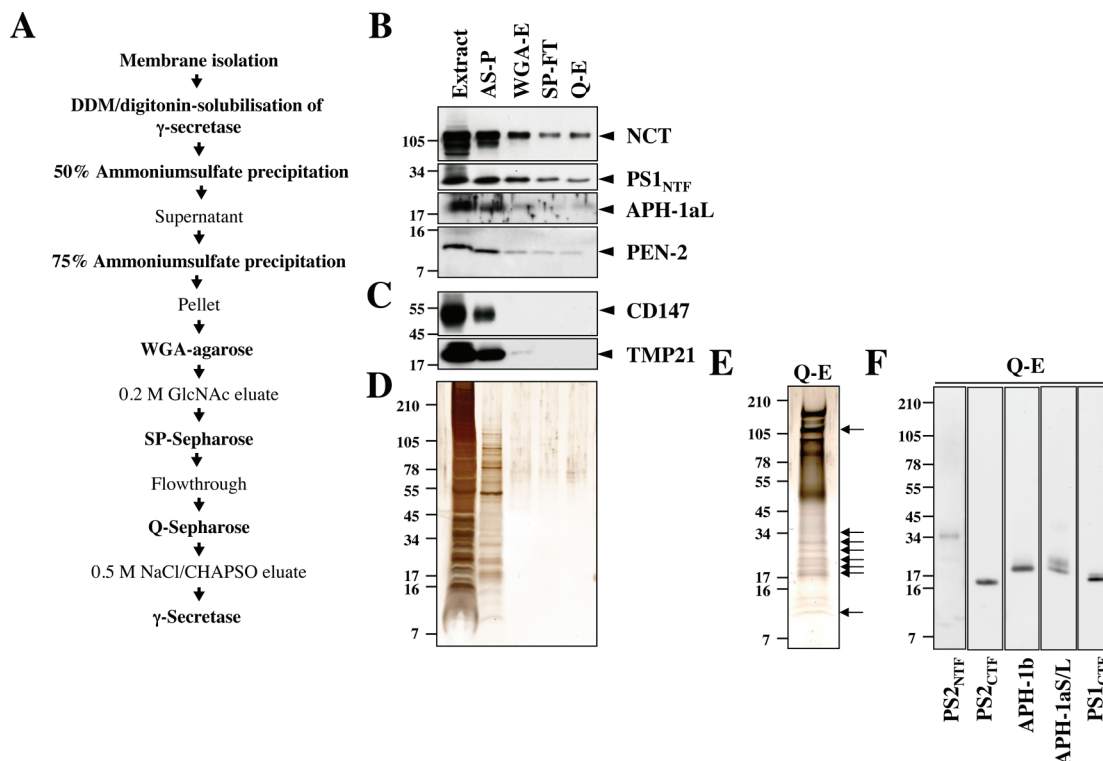 A
Membrane isolation
DDM/digitonin-solubilisation of
γ-secretase
50% Ammoniumsulfate precipitation
Supernatant
75% Ammoniumsulfate precipitation
Pellet
WGA-agarose
0.2 M GlcNAc eluate
SP-Sepharose
Flowthrough
Q-Sepharose
0.5 M NaCl/CHAPSO eluate
γ-Secretase
B
Extract
AS-P
WGA-E
SP-FT
Q-E
105
NCT
34
PS1NTF
17
APH-1aL
16
PEN-2
7
C
55
CD147
45
TMP21
17
D
210
105
78
55
45
34
17
16
7
E
Q-E
210
105
78
55
45
34
17
16
7
F
Q-E
210
105
78
55
45
34
17
16
7
PS2NTF
PS2CTF
APH-1b
APH-1aS/L
PS1CTF